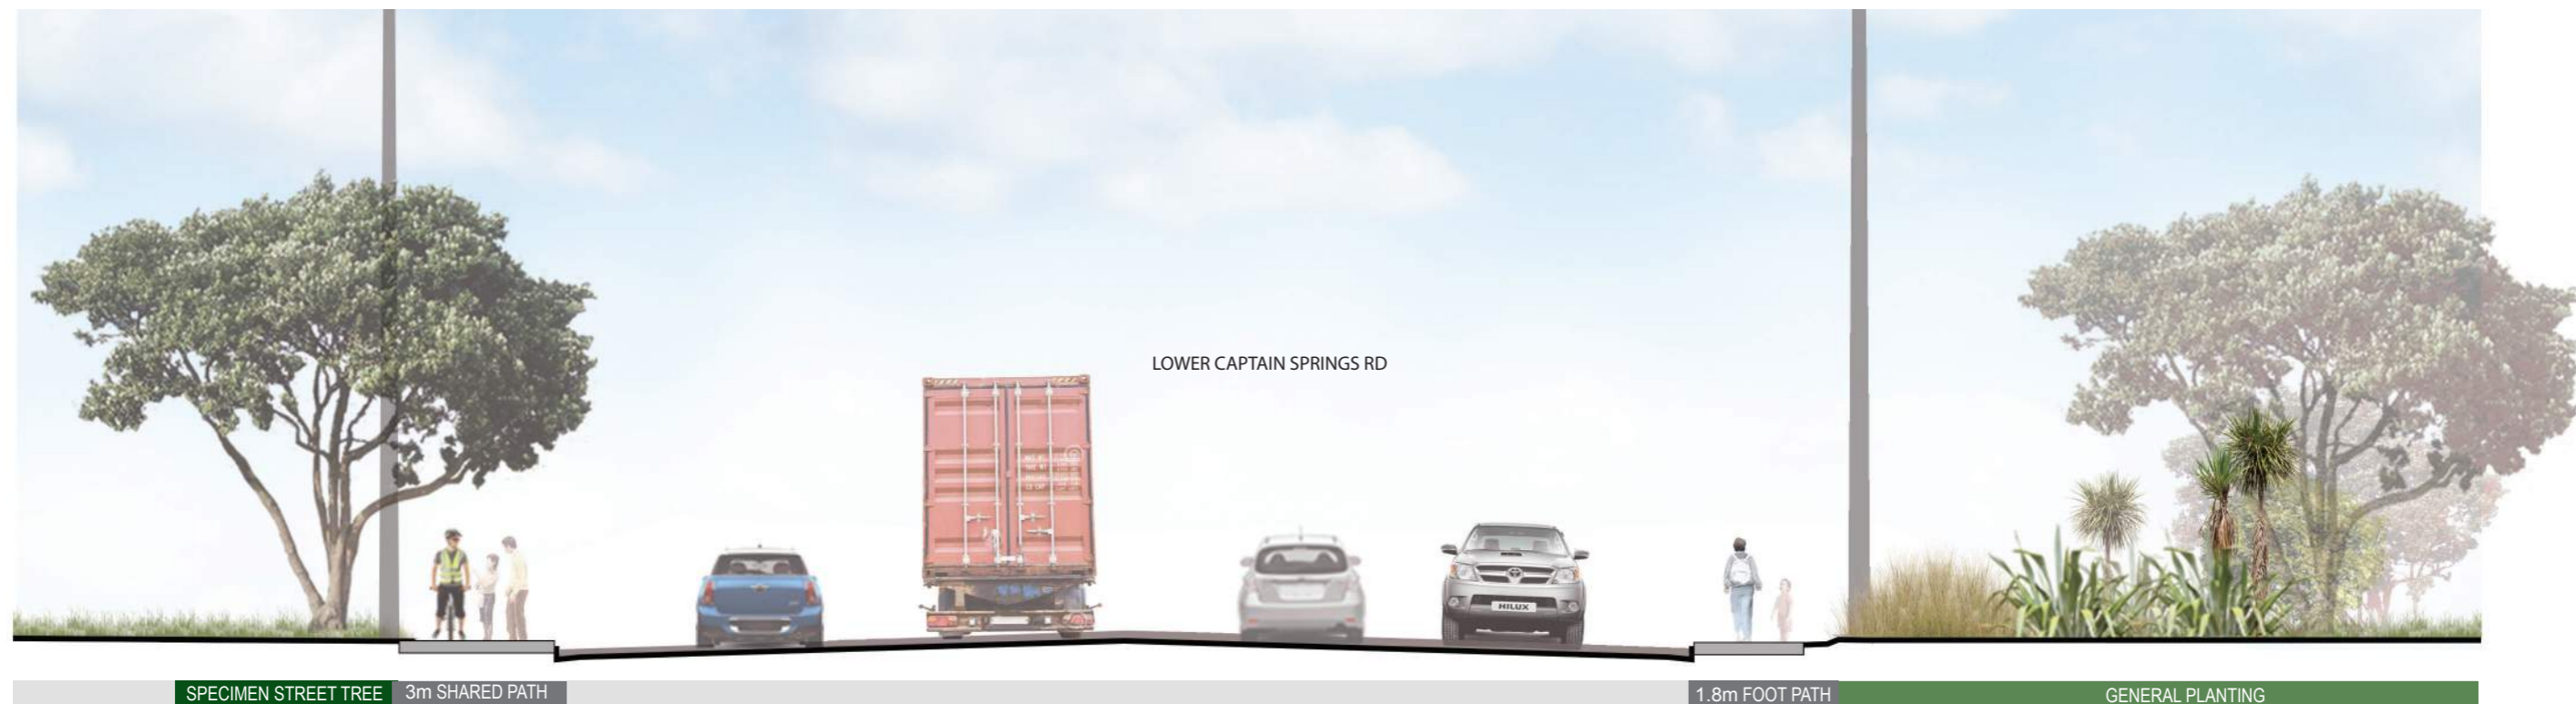 LOWER CAPTAIN SPRINGS RD
HILUX
SPECIMEN STREET TREE
3m SHARED PATH
1.8m FOOT PATH
GENERAL PLANTING